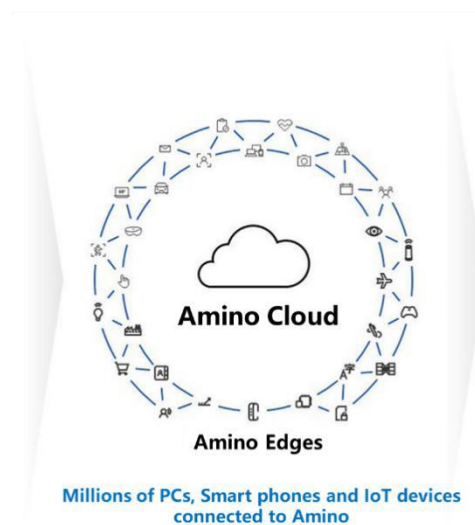 Amino Cloud
Amino Edges
Millions of PCs, Smart phones and IoT devices
connected to Amino